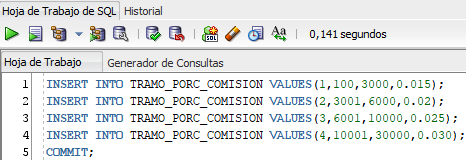 Hoja de Trabajo de SQL Historial
SQL Aa 0,141 segundos
Hoja de Trabajo Generador de Consultas
1 INSERT INTO TRAMO_PORC_COMISION VALUES(1,100,3000,0.015);
2 INSERT INTO TRAMO_PORC_COMISION VALUES(2,3001,6000,0.02);
3 INSERT INTO TRAMO_PORC_COMISION VALUES(3,6001,10000,0.025);
4 INSERT INTO TRAMO_PORC_COMISION VALUES(4,10001,30000,0.030);
5 COMMIT;